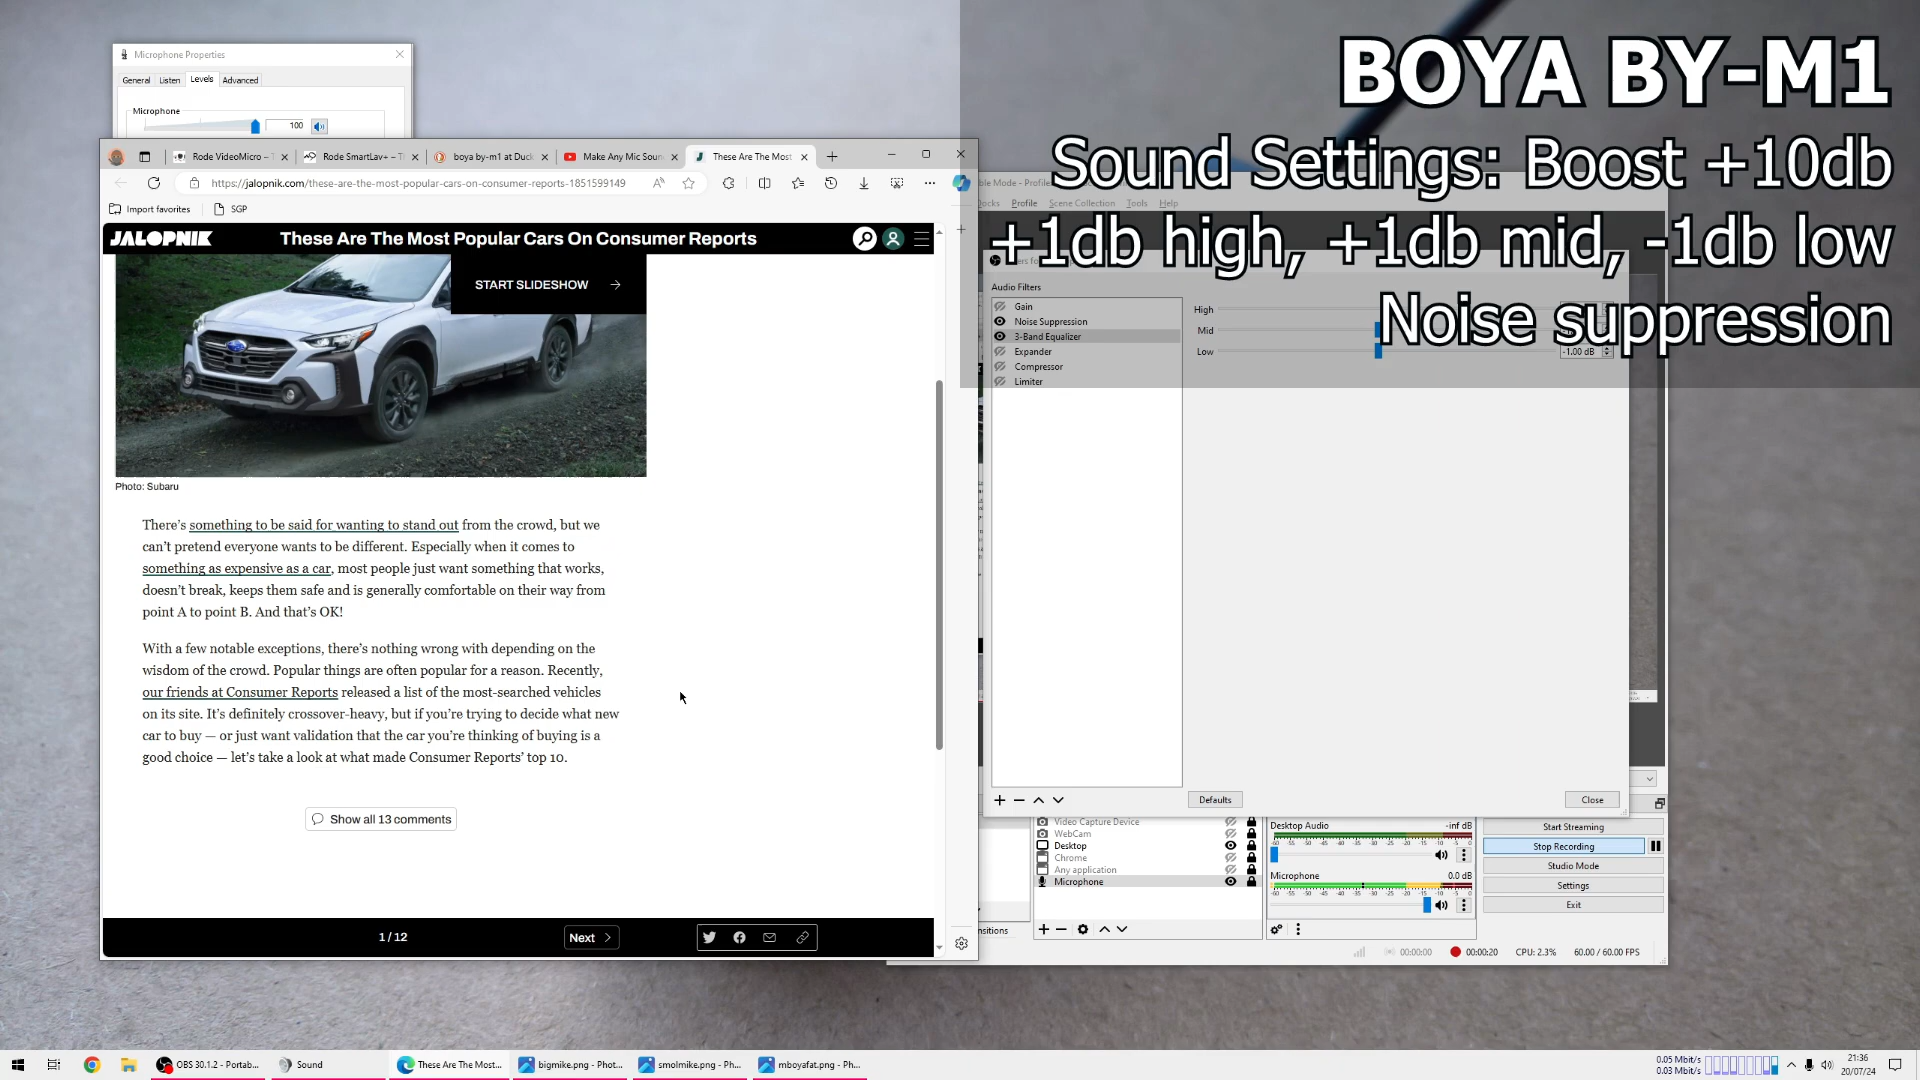 Microphone Properties
General
Listen
Levels
Advanced
Microphone
100
Rode VideoMicro –
Rode SmartLav+ –
boya by-m1 at Duck
Make Any Mic Soun
These Are The Most
https://jalopnik.com/these-are-the-most-popular-cars-on-consumer-reports-1851599149
Import favorites
SGP
JALOPNIK
These Are The Most Popular Cars On Consumer Reports
START SLIDESHOW
Photo: Subaru
There’s something to be said for wanting to stand out from the crowd, but we
can’t pretend everyone wants to be different. Especially when it comes to
something as expensive as a car, most people just want something that works,
doesn’t break, keeps them safe and is generally comfortable on their way from
point A to point B. And that’s OK!
With a few notable exceptions, there’s nothing wrong with depending on the
wisdom of the crowd. Popular things are often popular for a reason. Recently,
our friends at Consumer Reports released a list of the most-searched vehicles
on its site. It’s definitely crossover-heavy, but if you’re trying to decide what new
car to buy — or just want validation that the car you’re thinking of buying is a
good choice — let’s take a look at what made Consumer Reports’ top 10.
Show all 13 comments
1 / 12
Next
BOYA BY-M1
Sound Settings: Boost +10db
+1db high, +1db mid, -1db low
Noise suppression
Profile
Scene Collection
Tools
Help
Audio Filters
Gain
Noise Suppression
3-Band Equalizer
Expander
Compressor
Limiter
High
Mid
Low
-1.00 dB
Defaults
Close
Video Capture Device
WebCam
Desktop
Chrome
Any application
Microphone
Desktop Audio
-inf dB
Microphone
0.0 dB
Start Streaming
Stop Recording
Studio Mode
Settings
Exit
00:00:00
00:00:20
CPU: 2.3%
60.00 / 60.00 FPS
OBS 30.1.2 - Portab...
Sound
These Are The Most...
bigmike.png - Phot...
smolmike.png - Ph...
mboyafat.png - Ph...
0.05 Mbit/s
0.03 Mbit/s
21:36
20/07/24